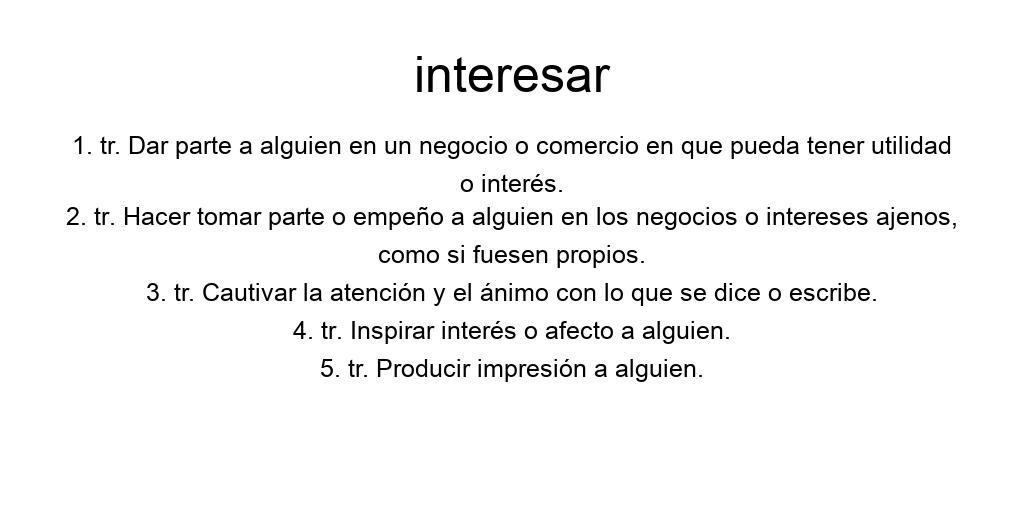 interesar
1. tr. Dar parte a alguien en un negocio o comercio en que pueda tener utilidad
o interés.
2. tr. Hacer tomar parte o empeño a alguien en los negocios o intereses ajenos,
como si fuesen propios.
3. tr. Cautivar la atención y el ánimo con lo que se dice o escribe.
4. tr. Inspirar interés o afecto a alguien.
5. tr. Producir impresión a alguien.